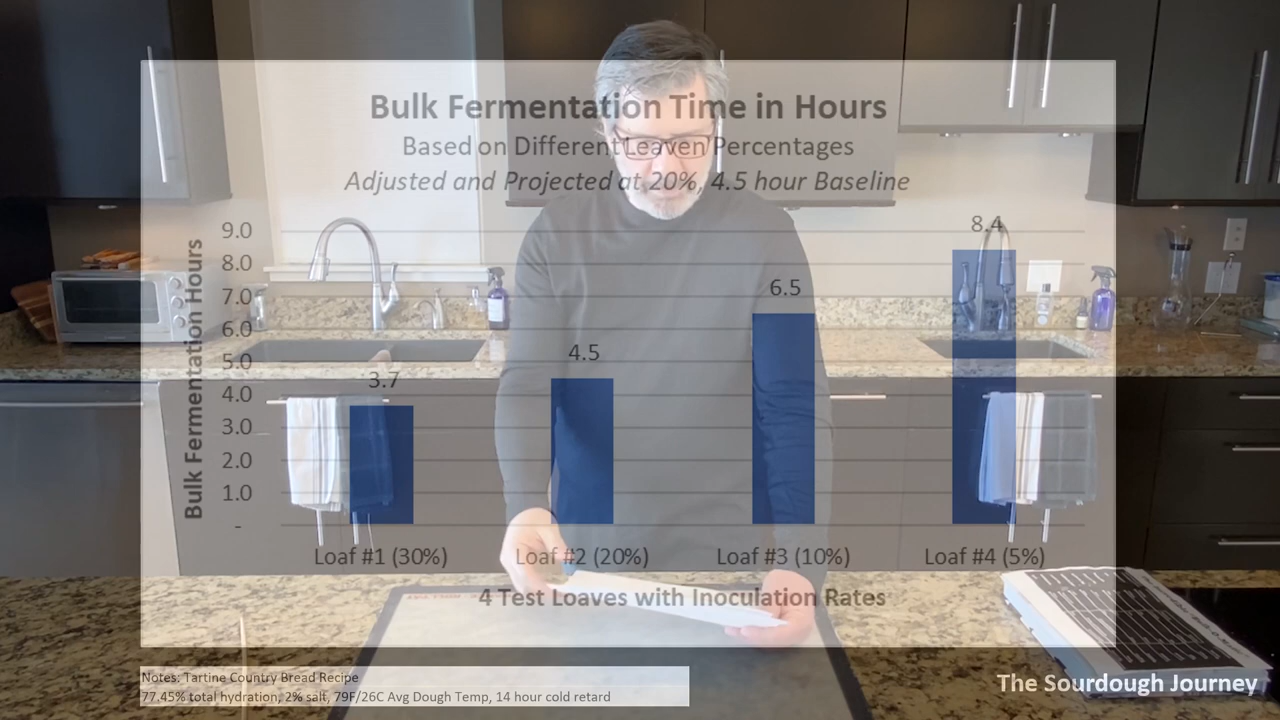 Bulk Fermentation Time in Hours
Based on Different Leaven Percentages
Adjusted and Projected at 20%, 4.5 hour Baseline
Bulk Fermentation Hours
9.0
8.0
7.0
6.0
5.0
4.0
3.0
2.0
1.0
-
3.7
4.5
6.5
8.4
Loaf #1 (30%)
Loaf #2 (20%)
Loaf #3 (10%)
Loaf #4 (5%)
4 Test Loaves with Inoculation Rates
Notes: Tartine Country Bread Recipe
77.45% total hydration, 2% salt, 79F/26C Avg Dough Temp, 14 hour cold retard
The Sourdough Journey